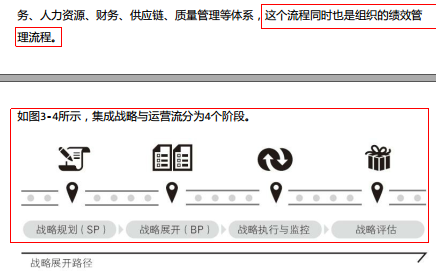 务、人力资源、财务、供应链、质量管理等体系，这个流程同时也是组织的绩效管
理流程。
如图3-4所示，集成战略与运营流分为4个阶段。
战略规划（SP） 战略展开（BP） 战略执行与监控 战略评估
战略展开路径